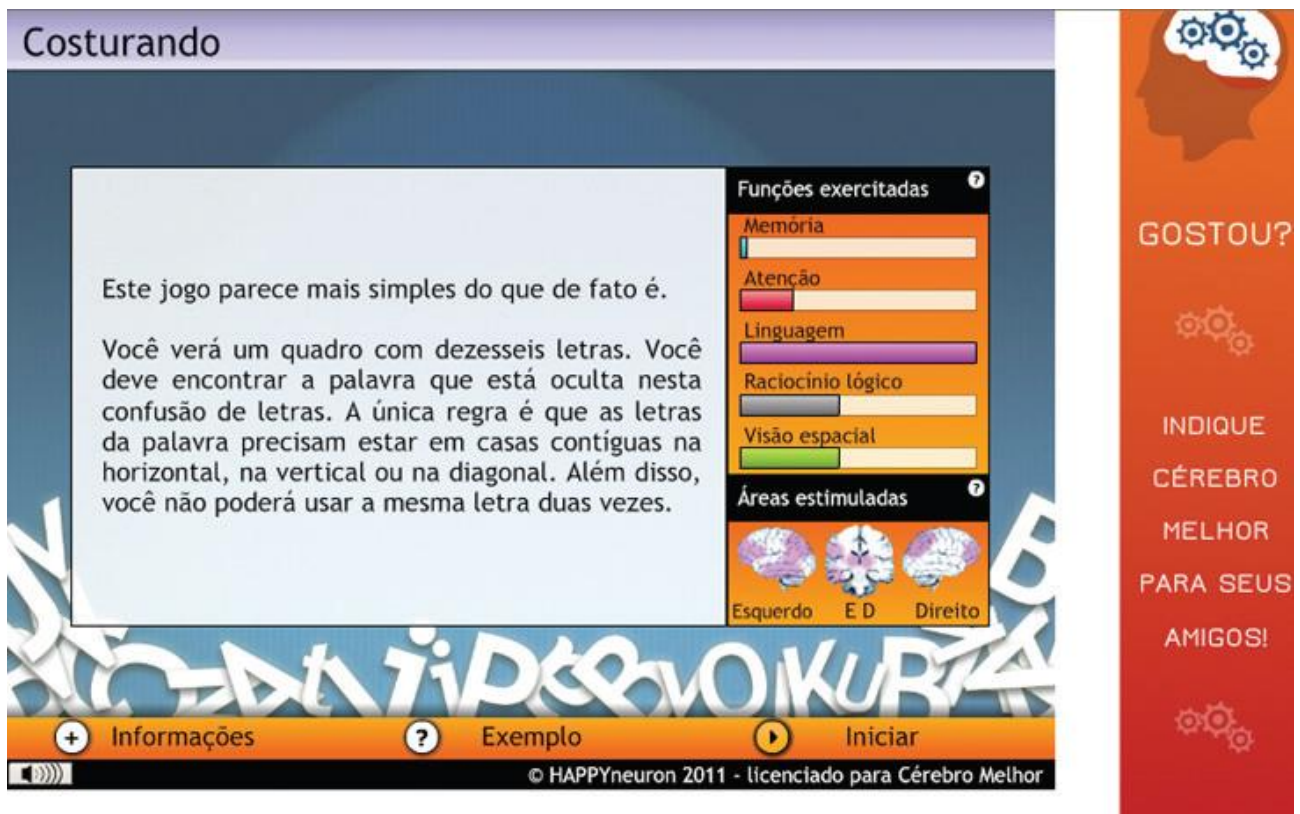 Costurando
Este jogo parece mais simples do que de fato é.
Você verá um quadro com dezesseis letras. Você
deve encontrar a palavra que está oculta nesta
confusão de letras. A única regra é que as letras
da palavra precisam estar em casas contíguas na
horizontal, na vertical ou na diagonal. Além disso,
você não poderá usar a mesma letra duas vezes.
Funções exercitadas ?
Memória
Atenção
Linguagem
Raciocínio lógico
Visão espacial
Áreas estimuladas ?
Esquerdo E D Direito
+ Informações ? Exemplo Iniciar
© HAPPYneuron 2011 - licenciado para Cérebro Melhor
GOSTOU?
INDIQUE
CÉREBRO
MELHOR
PARA SEUS
AMIGOS!